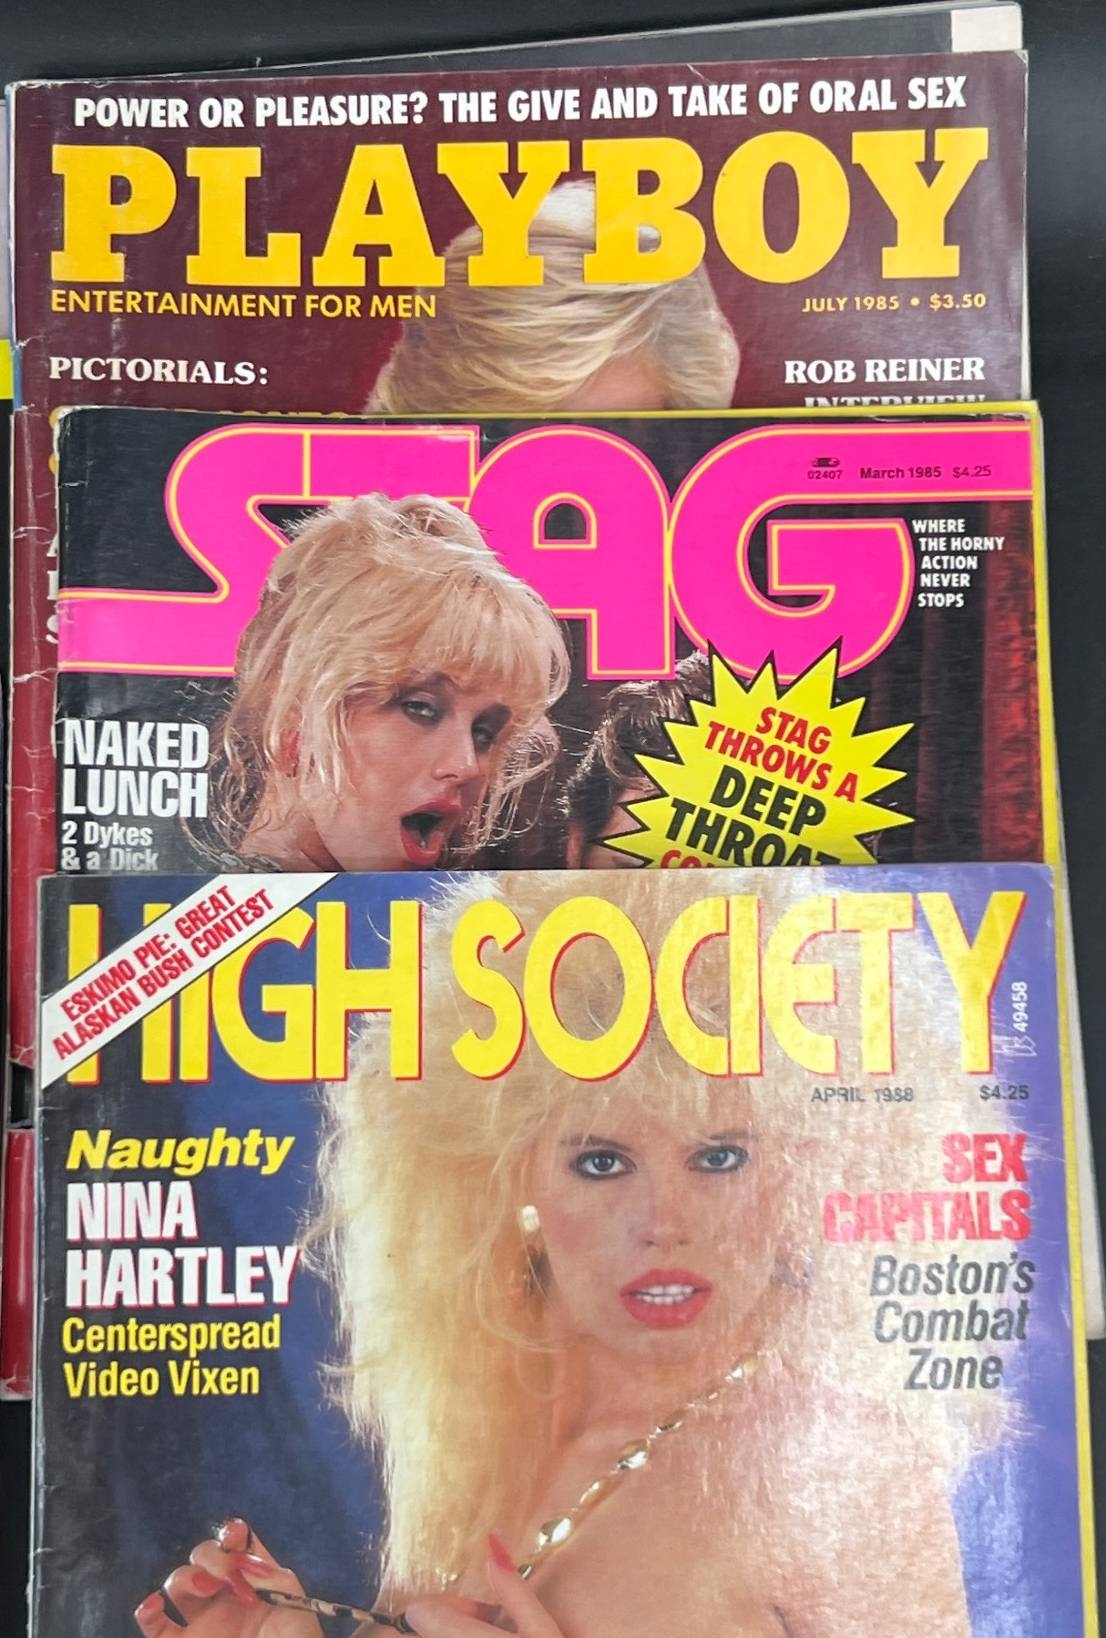 POWER OR PLEASURE? THE GIVE AND TAKE OF ORAL SEX
PLAYBOY
ENTERTAINMENT FOR MEN
JULY 1985 • $3.50
PICTORIALS:
ROB REINER
INTERVIEW
STAG
02407 March 1985 $4.25
WHERE
THE HORNY
ACTION
NEVER
STOPS
STAG
THROWS A
DEEP
THROAT
NAKED
LUNCH
2 Dykes
& a Dick
ESKIMO PIE: GREAT
ALASKAN BUSH CONTEST
HIGH SOCIETY
49458
APRIL 1988 $4.25
Naughty
NINA
HARTLEY
Centerspread
Video Vixen
SEX
CAPITALS
Boston's
Combat
Zone